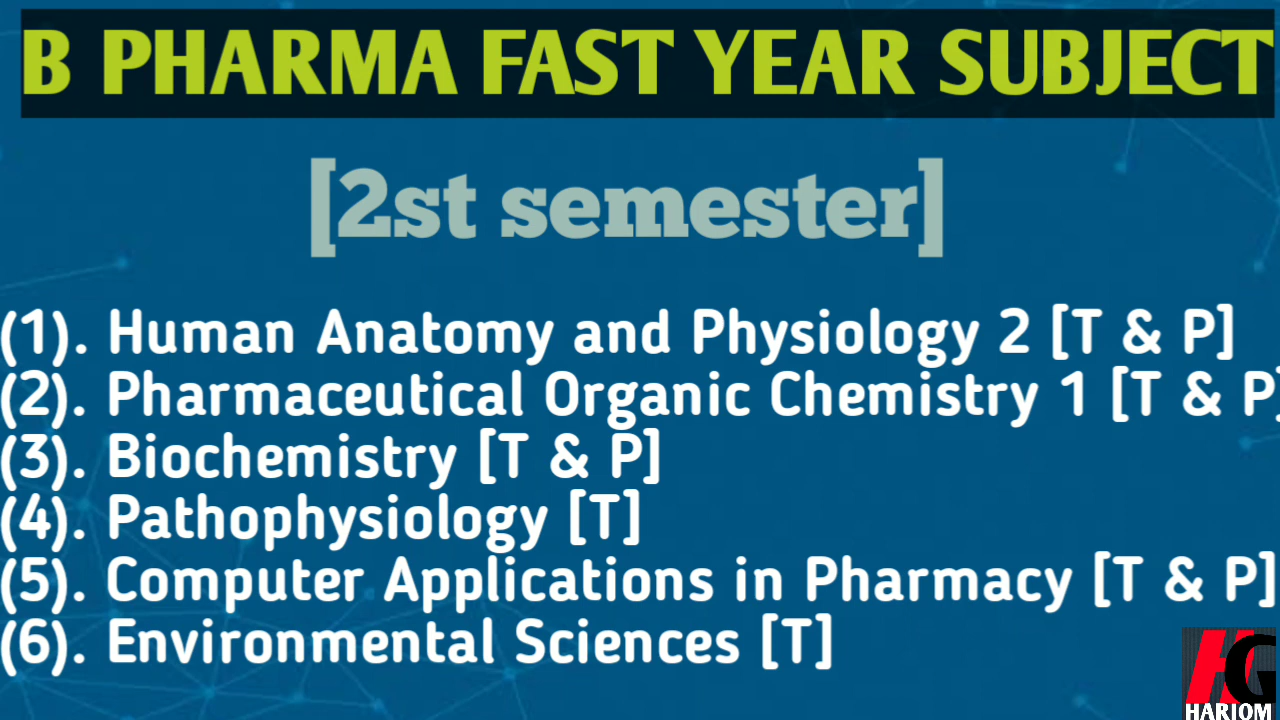 B PHARMA FAST YEAR SUBJECT
[2st semester]
(1). Human Anatomy and Physiology 2 [T & P]
(2). Pharmaceutical Organic Chemistry 1 [T & P]
(3). Biochemistry [T & P]
(4). Pathophysiology [T]
(5). Computer Applications in Pharmacy [T & P]
(6). Environmental Sciences [T]
HG
HARIOM